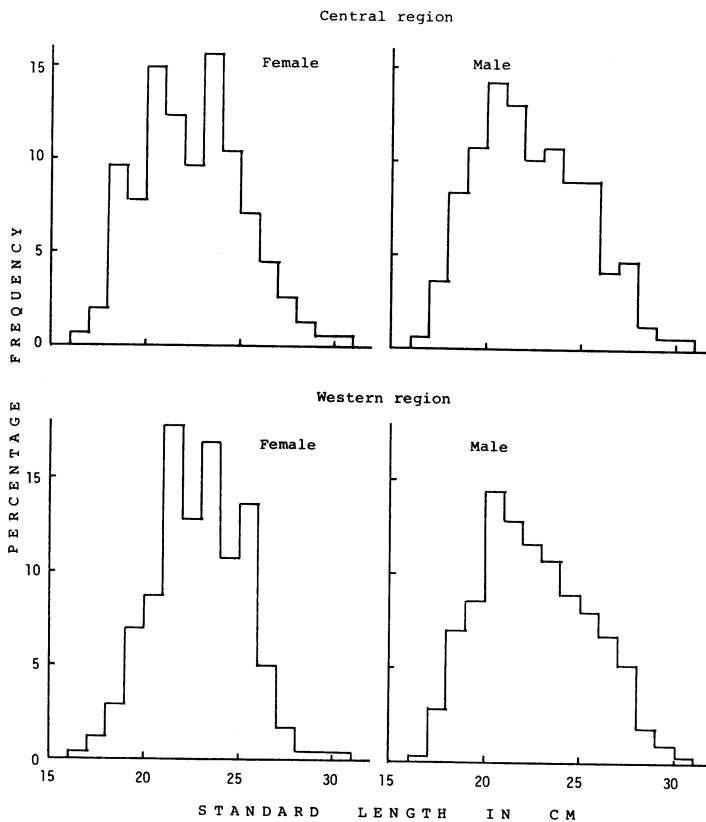 Central region
Female
Male
15
10
5
0
Western region
Female
Male
15
10
5
0
15
20
25
30
15
20
25
30
PERCENTAGE FREQUENCY
STANDARD LENGTH IN CM